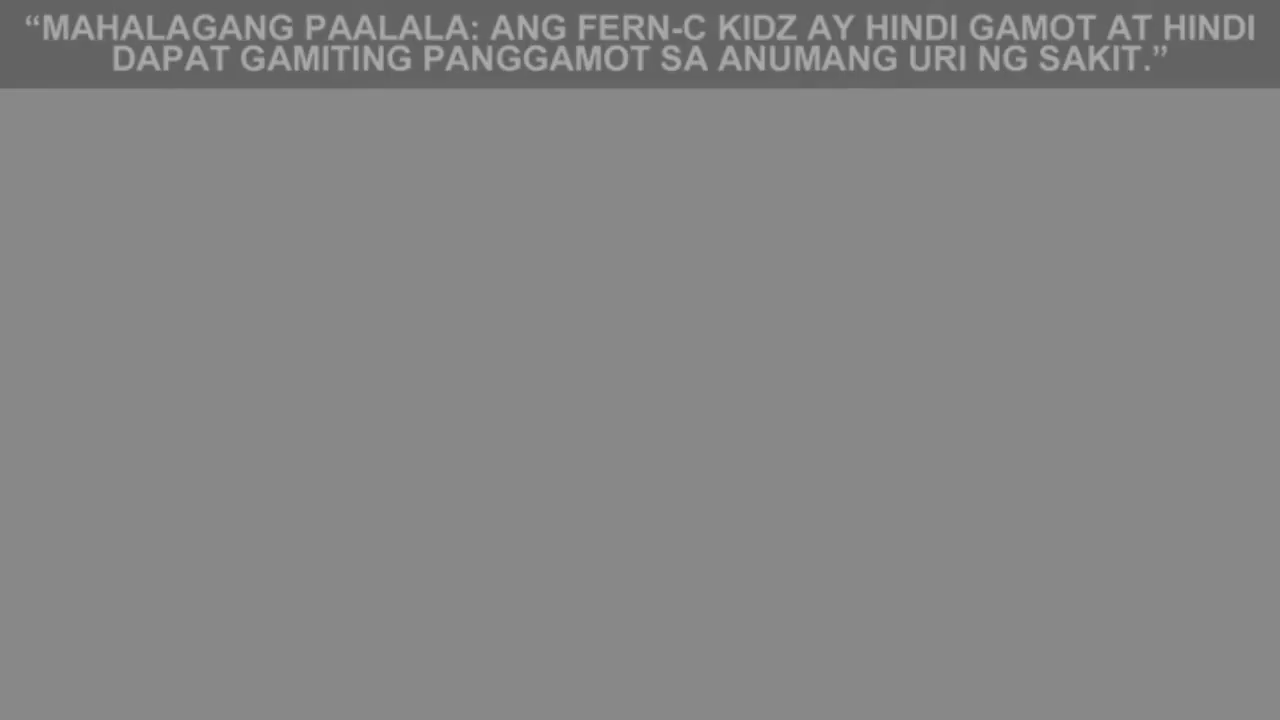 “MAHALAGANG PAALALA: ANG FERN-C KIDZ AY HINDI GAMOT AT HINDI
DAPAT GAMITING PANGGAMOT SA ANUMANG URI NG SAKIT.”